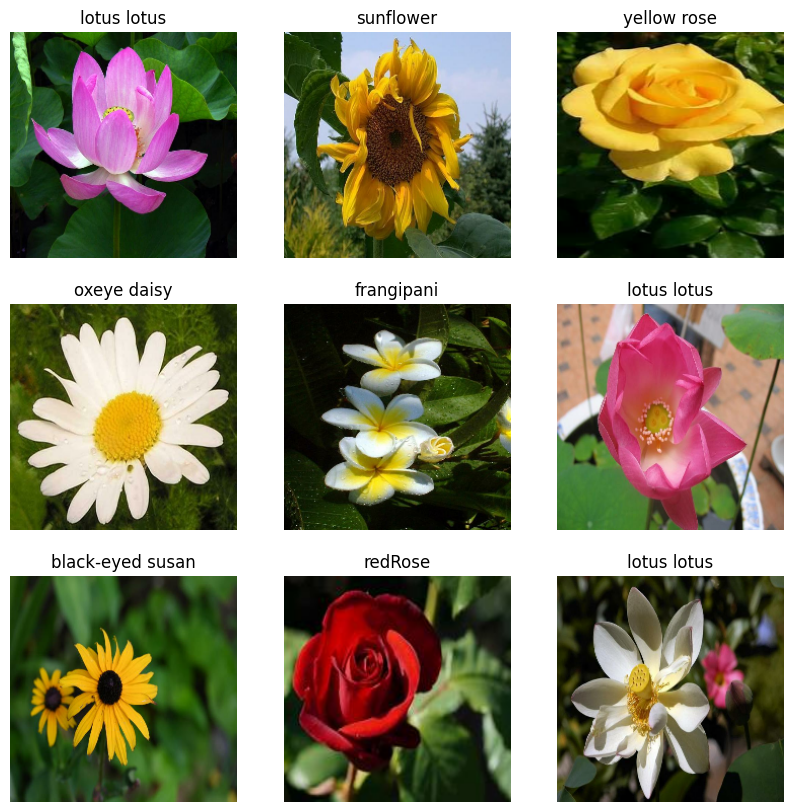 lotus lotus
sunflower
yellow rose
oxeye daisy
frangipani
lotus lotus
black-eyed susan
redRose
lotus lotus